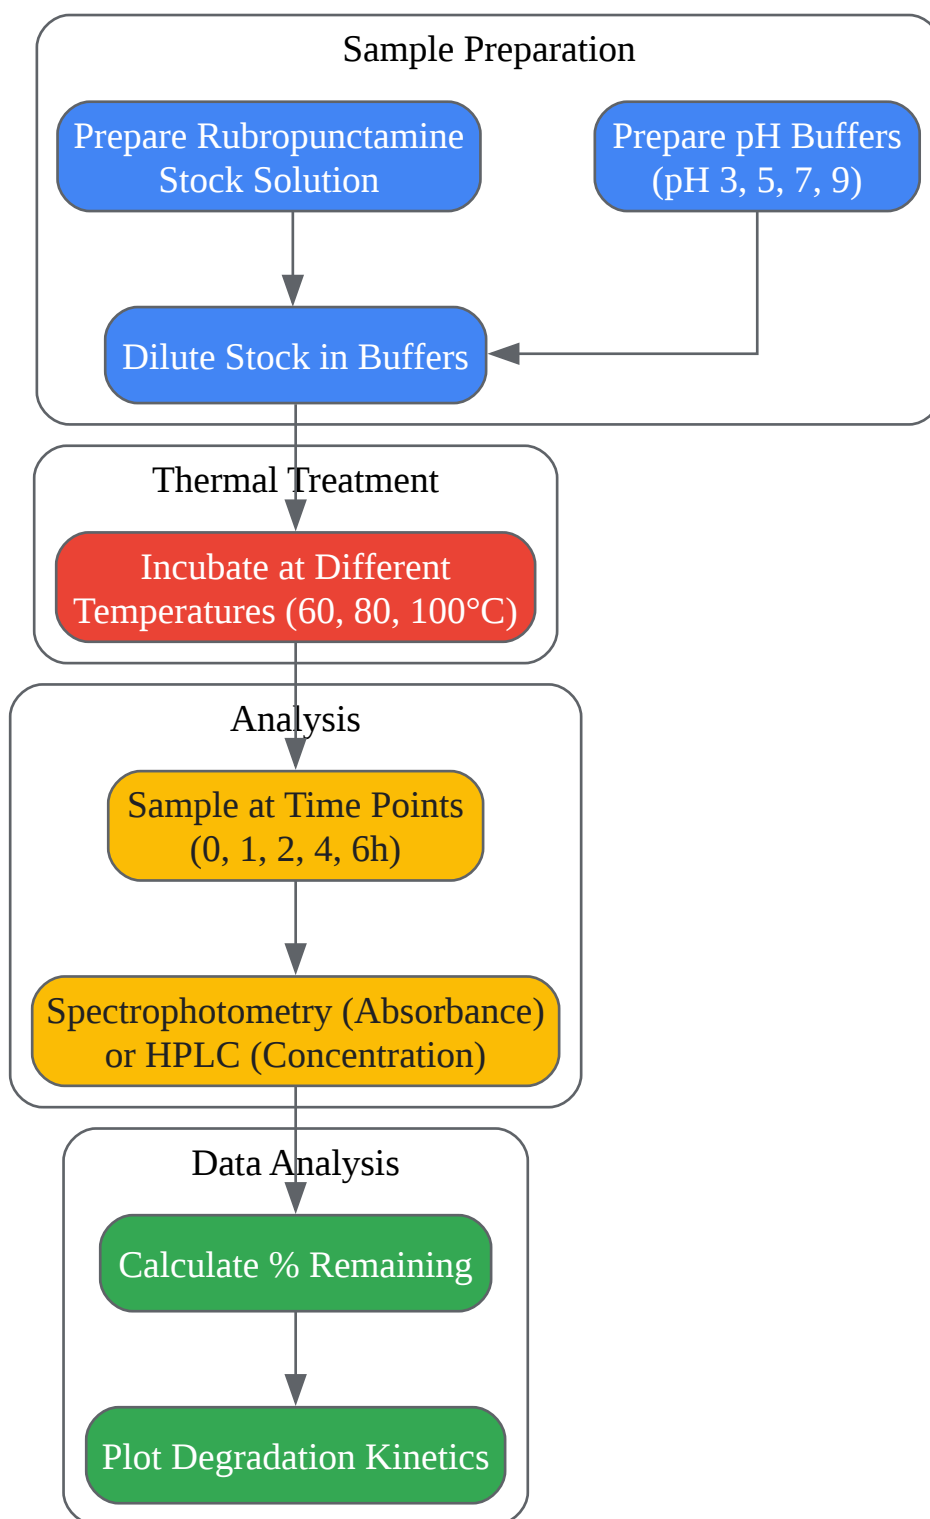 Sample Preparation
Prepare Rubropunctamine
Stock Solution
Prepare pH Buffers
(pH 3, 5, 7, 9)
Dilute Stock in Buffers
Thermal Treatment
Incubate at Different
Temperatures (60, 80, 100°C)
Analysis
Sample at Time Points
(0, 1, 2, 4, 6h)
Spectrophotometry (Absorbance)
or HPLC (Concentration)
Data Analysis
Calculate % Remaining
Plot Degradation Kinetics